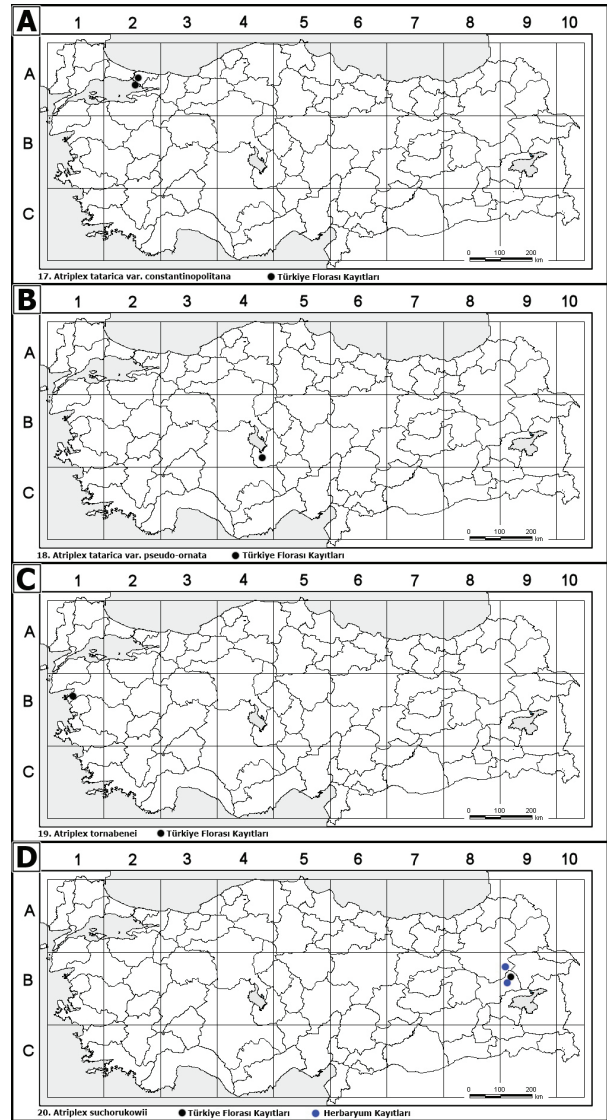 A
1 2 3 4 5 6 7 8 9 10
A
B
C
0 100 200
km
17. Atriplex tatarica var. constantinopolitana ● Türkiye Florası Kayıtları
B
1 2 3 4 5 6 7 8 9 10
A
B
C
0 100 200
km
18. Atriplex tatarica var. pseudo-ornata ● Türkiye Florası Kayıtları
C
1 2 3 4 5 6 7 8 9 10
A
B
C
0 100 200
km
19. Atriplex tornabenei ● Türkiye Florası Kayıtları
D
1 2 3 4 5 6 7 8 9 10
A
B
C
0 100 200
km
20. Atriplex suchorukowii ● Türkiye Florası Kayıtları ● Herbaryum Kayıtları